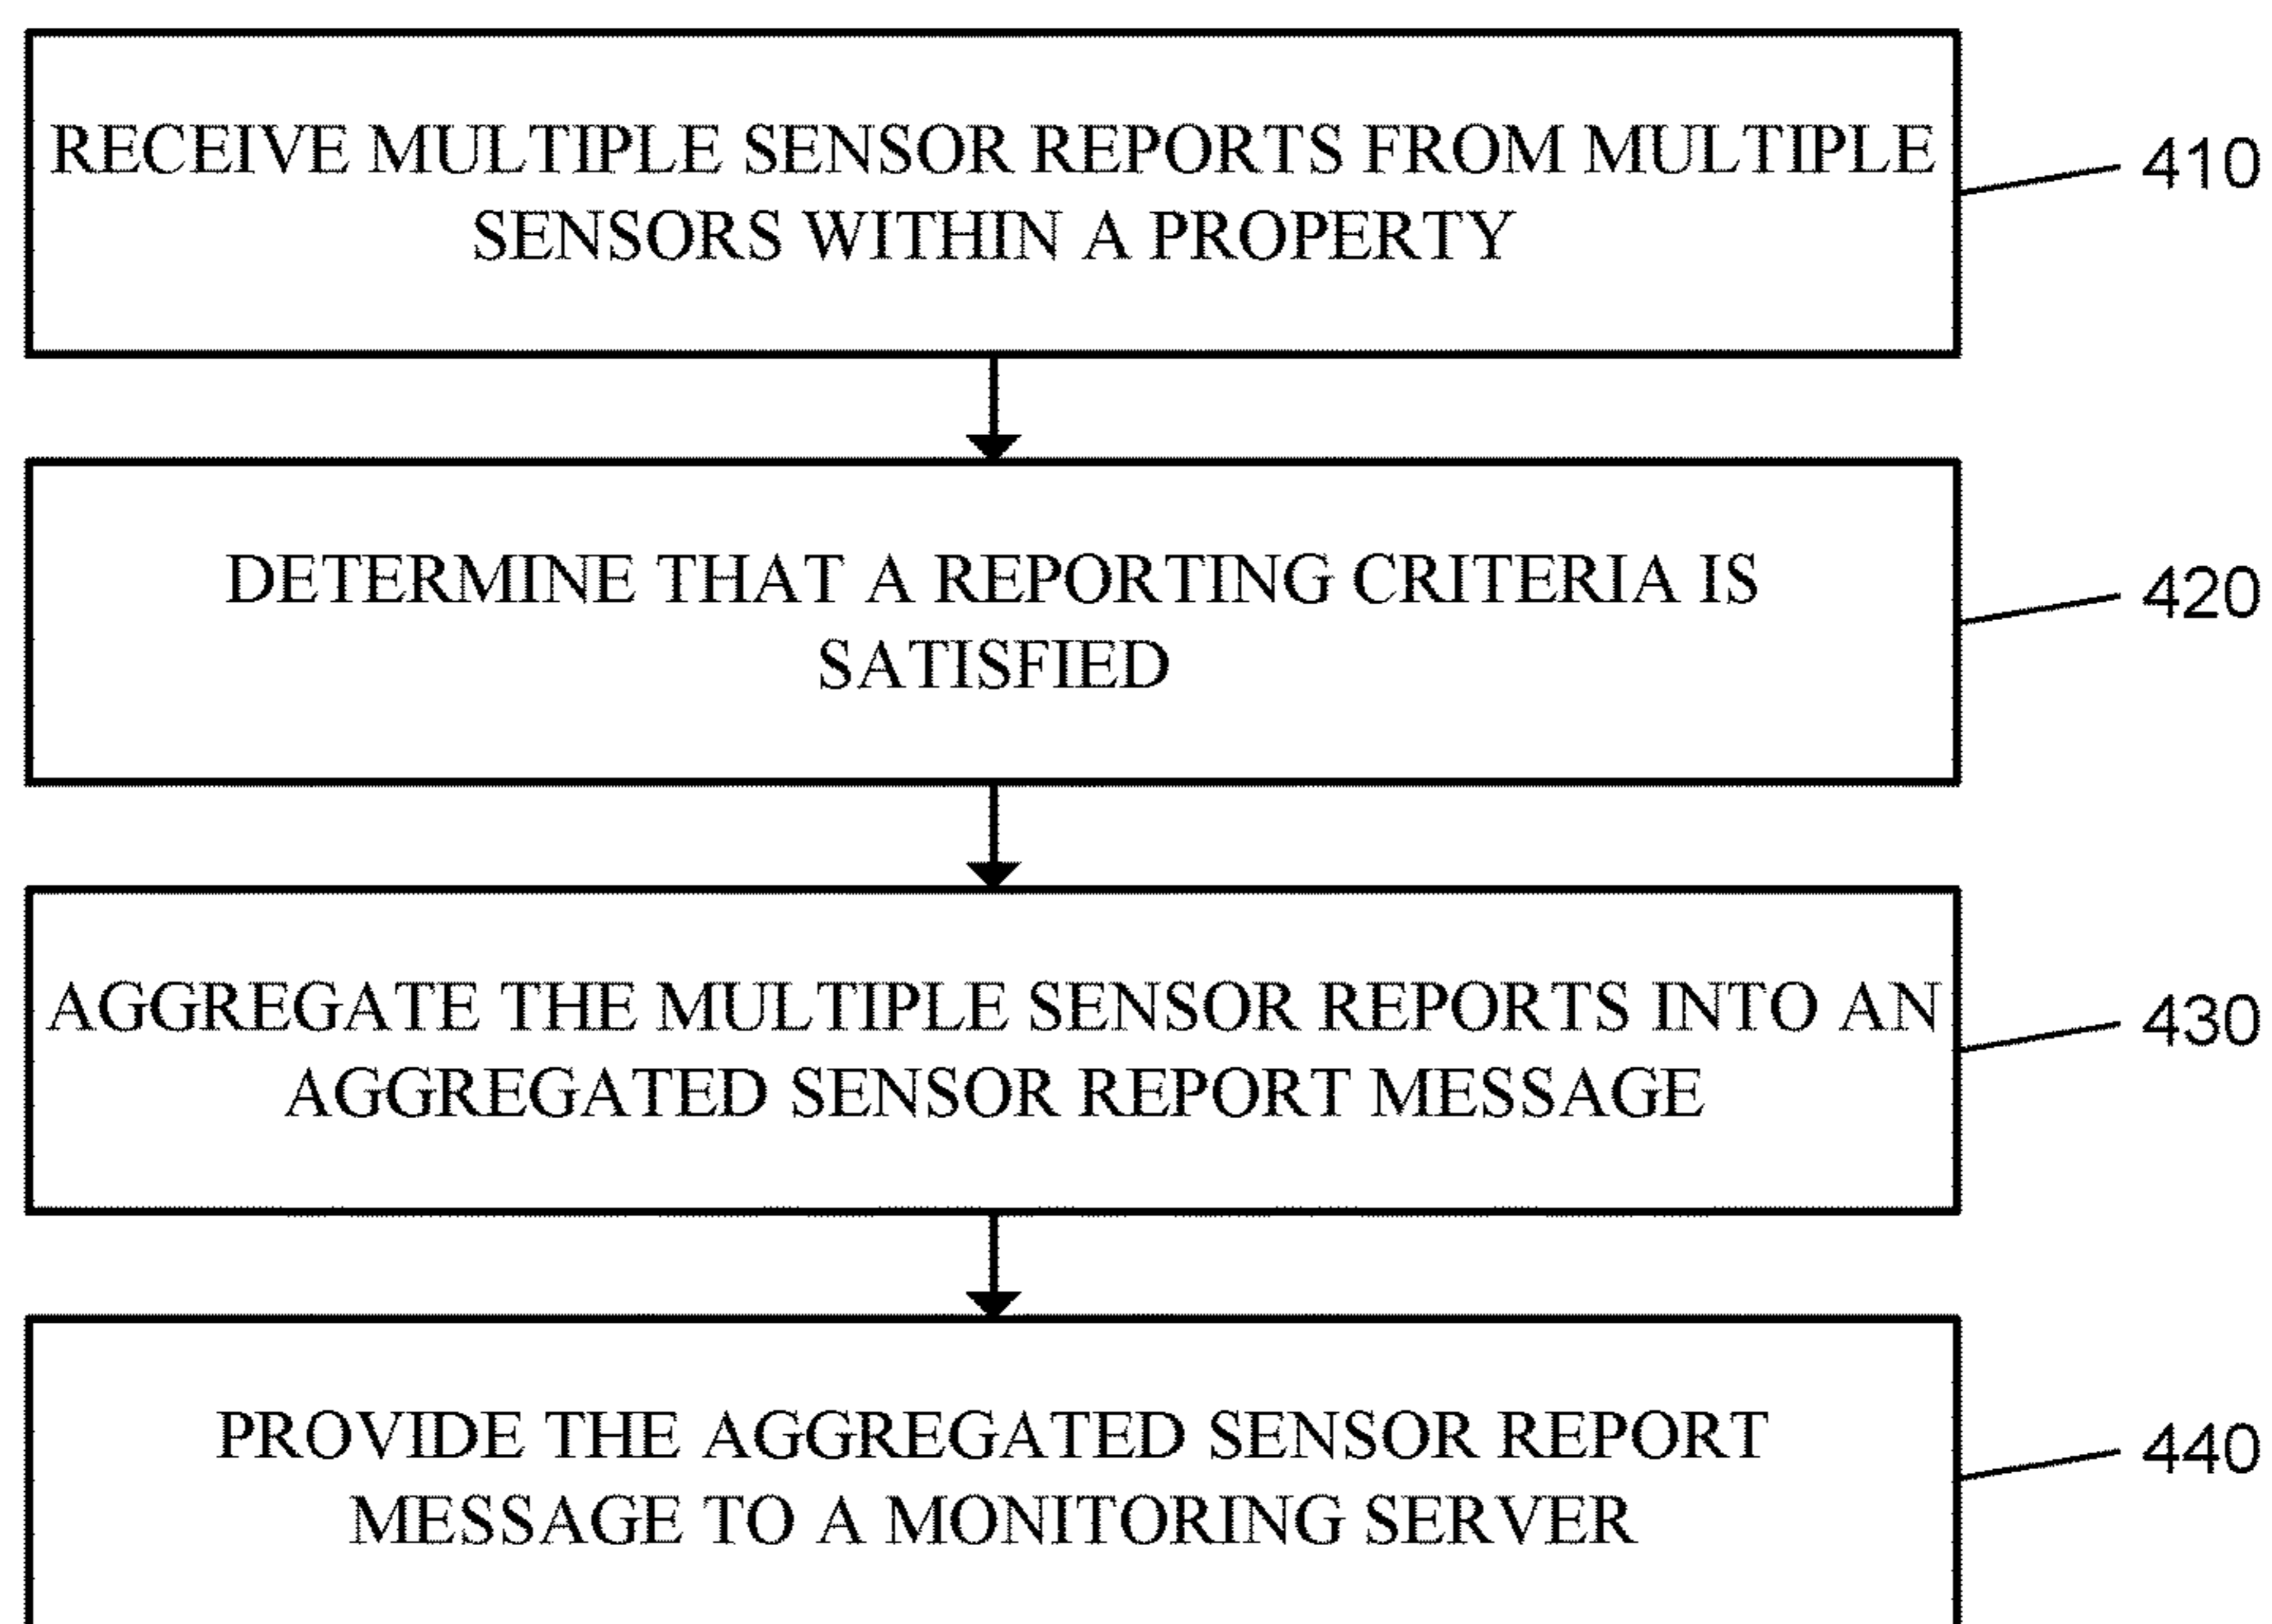 RECEIVE MULTIPLE SENSOR REPORTS FROM MULTIPLE
SENSORS WITHIN A PROPERTY
410
DETERMINE THAT A REPORTING CRITERIA IS
SATISFIED
420
AGGREGATE THE MULTIPLE SENSOR REPORTS INTO AN
AGGREGATED SENSOR REPORT MESSAGE
430
PROVIDE THE AGGREGATED SENSOR REPORT
MESSAGE TO A MONITORING SERVER
440